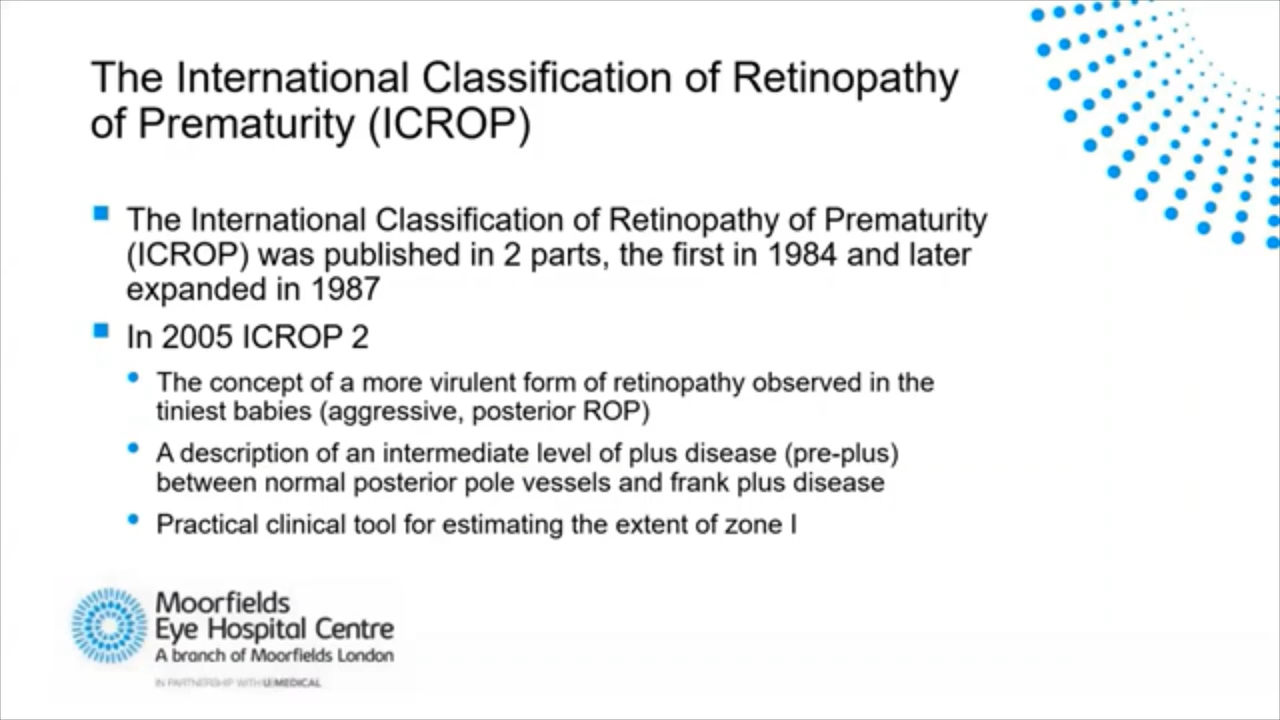 The International Classification of Retinopathy
of Prematurity (ICROP)
The International Classification of Retinopathy of Prematurity
(ICROP) was published in 2 parts, the first in 1984 and later
expanded in 1987
In 2005 ICROP 2
The concept of a more virulent form of retinopathy observed in the
tiniest babies (aggressive, posterior ROP)
A description of an intermediate level of plus disease (pre-plus)
between normal posterior pole vessels and frank plus disease
Practical clinical tool for estimating the extent of zone I
Moorfields
Eye Hospital Centre
A branch of Moorfields London
IN PARTNERSHIP WITH MEDICAL